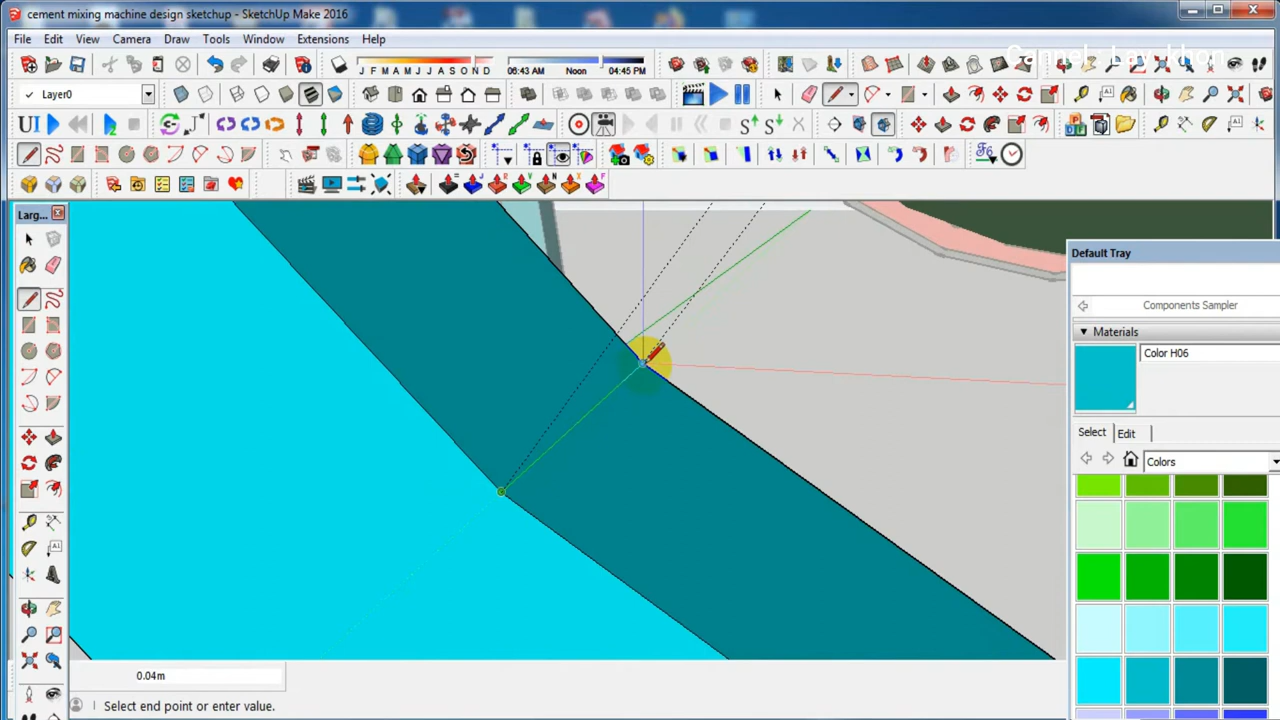 cement mixing machine design sketchup - SketchUp Make 2016
File Edit View Camera Draw Tools Window Extensions Help
J F M A M J J A S O N D 06:43 AM Noon 04:45 PM
Layer0
UI
Larg...
Default Tray
Components Sampler
Materials
Color H06
Select Edit
Colors
0.04m
Select end point or enter value.